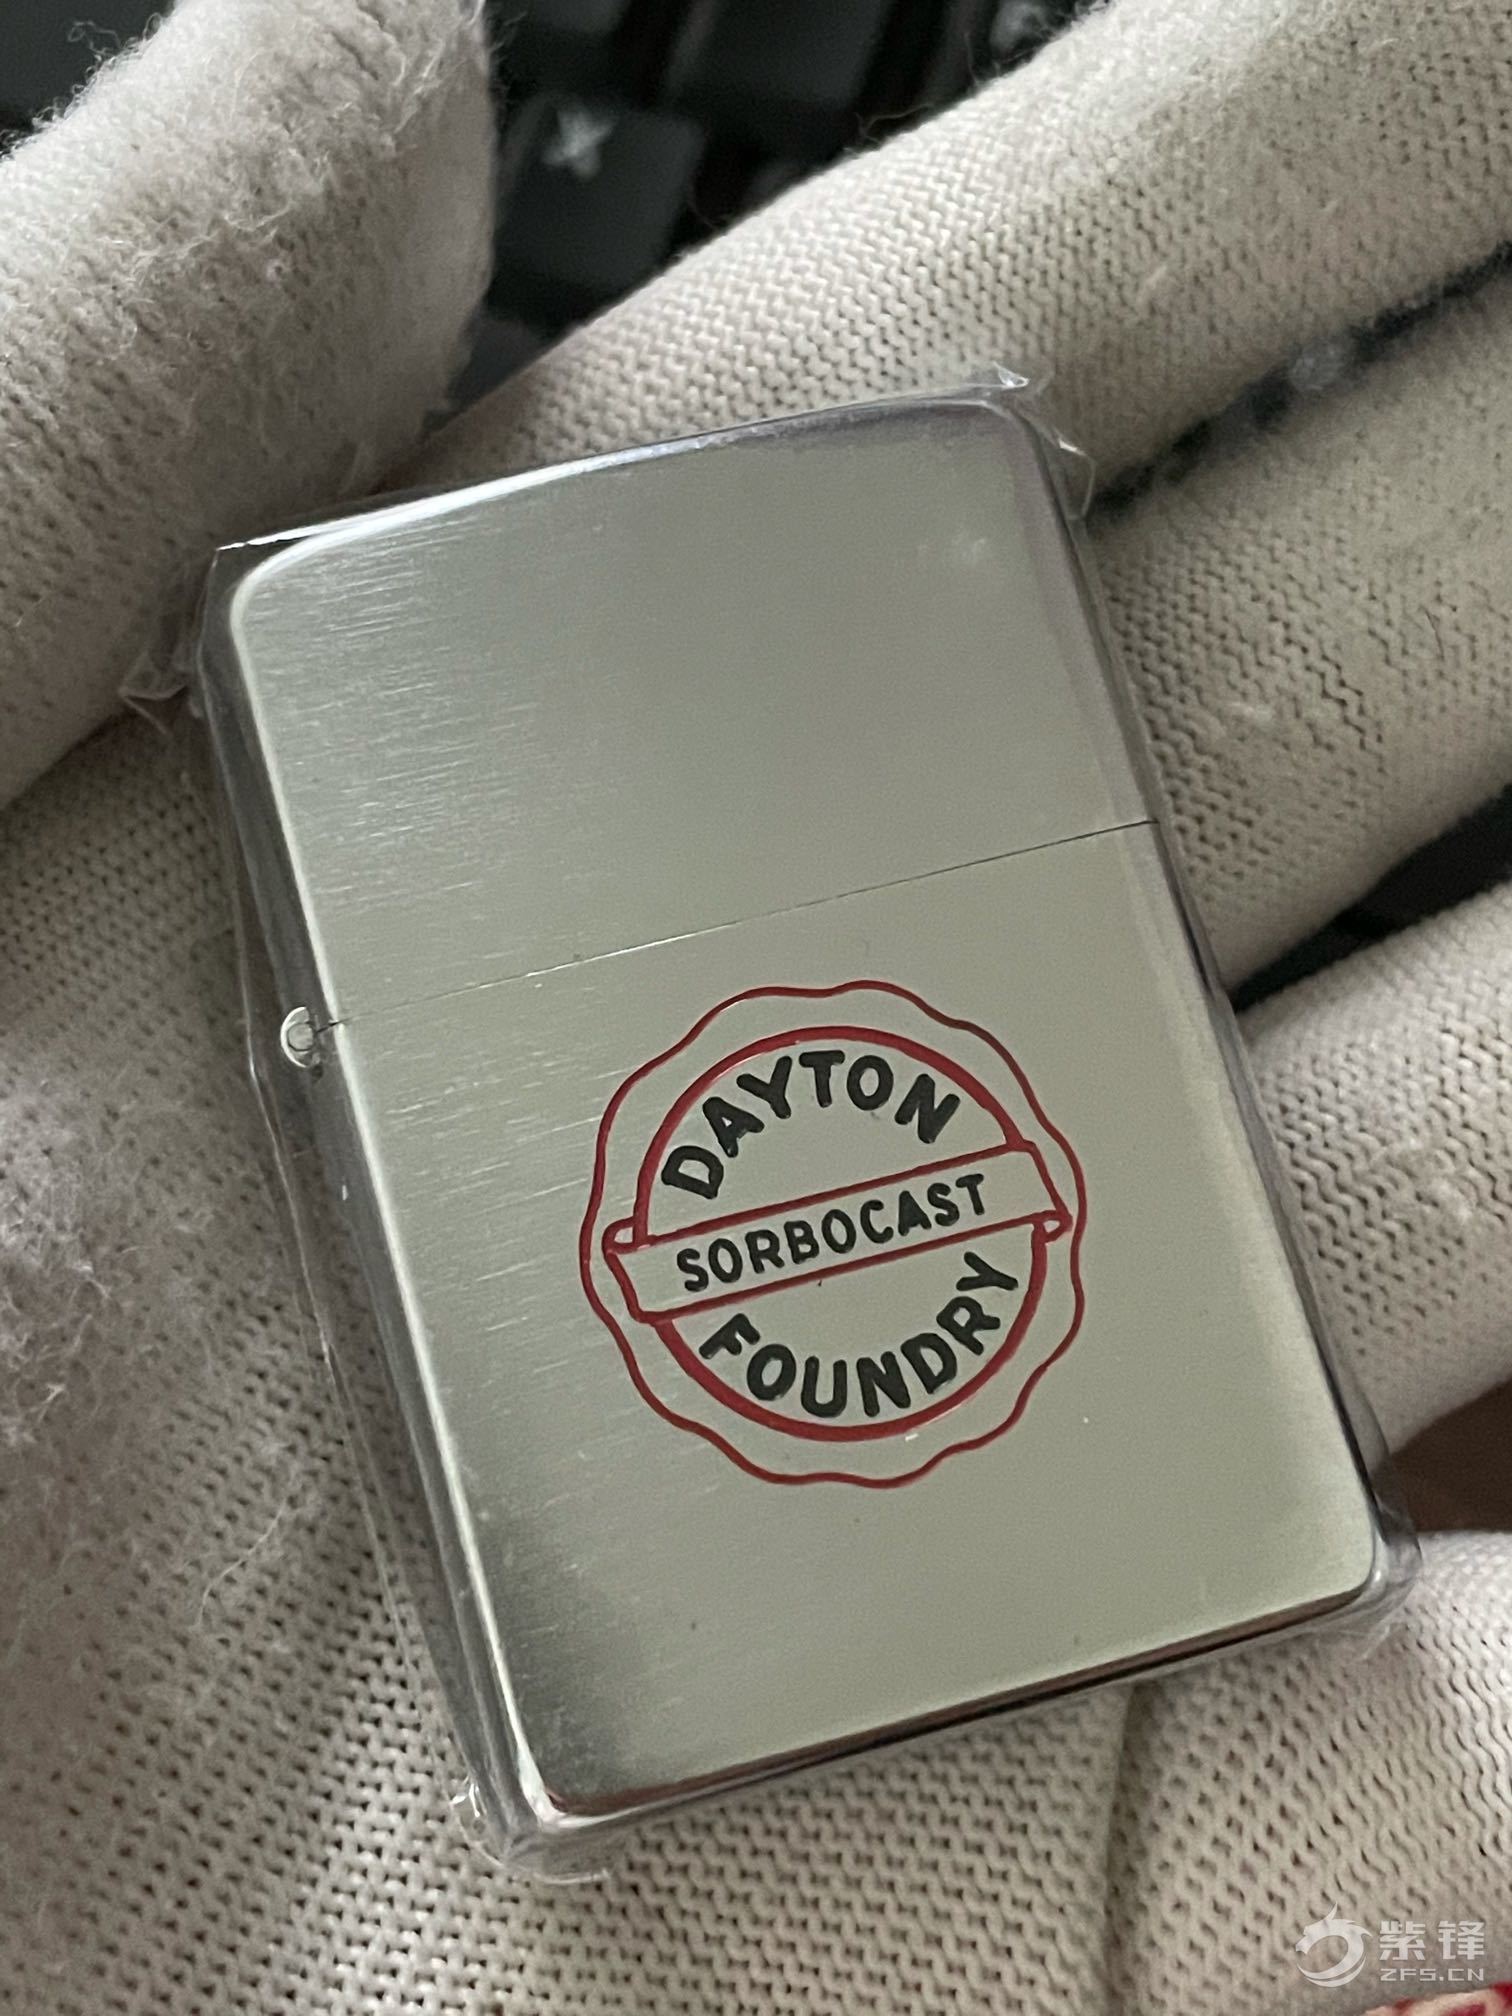 DAYTON
SORBOCAST
FOUNDRY
紫锋
ZFS.CN